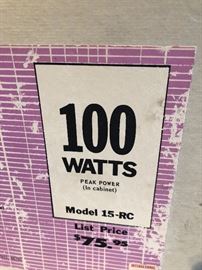 100
WATTS
PEAK POWER
(In cabinet)
Model 15-RC
List Price
$75.95